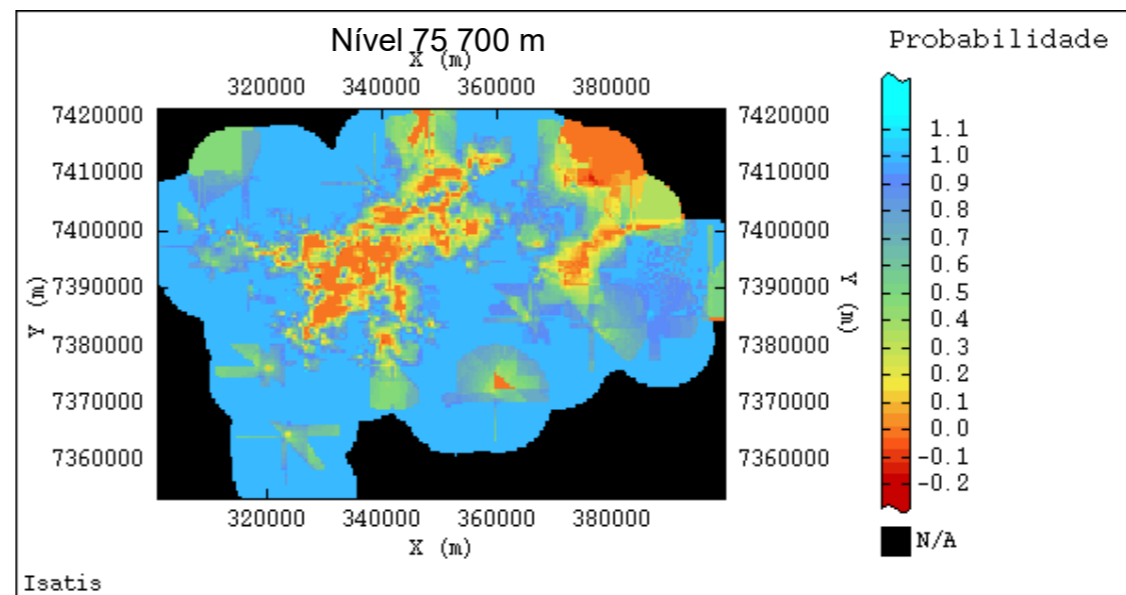 Nível 75 700 m
Probabilidade
X (m)
320000 340000 360000 380000
7420000 7420000
7410000 7410000
7400000 7400000
7390000 7390000
7380000 7380000
7370000 7370000
7360000 7360000
Y (m)
Y (m)
320000 340000 360000 380000
X (m)
1.1
1.0
0.9
0.8
0.7
0.6
0.5
0.4
0.3
0.2
0.1
0.0
-0.1
-0.2
N/A
Isatis